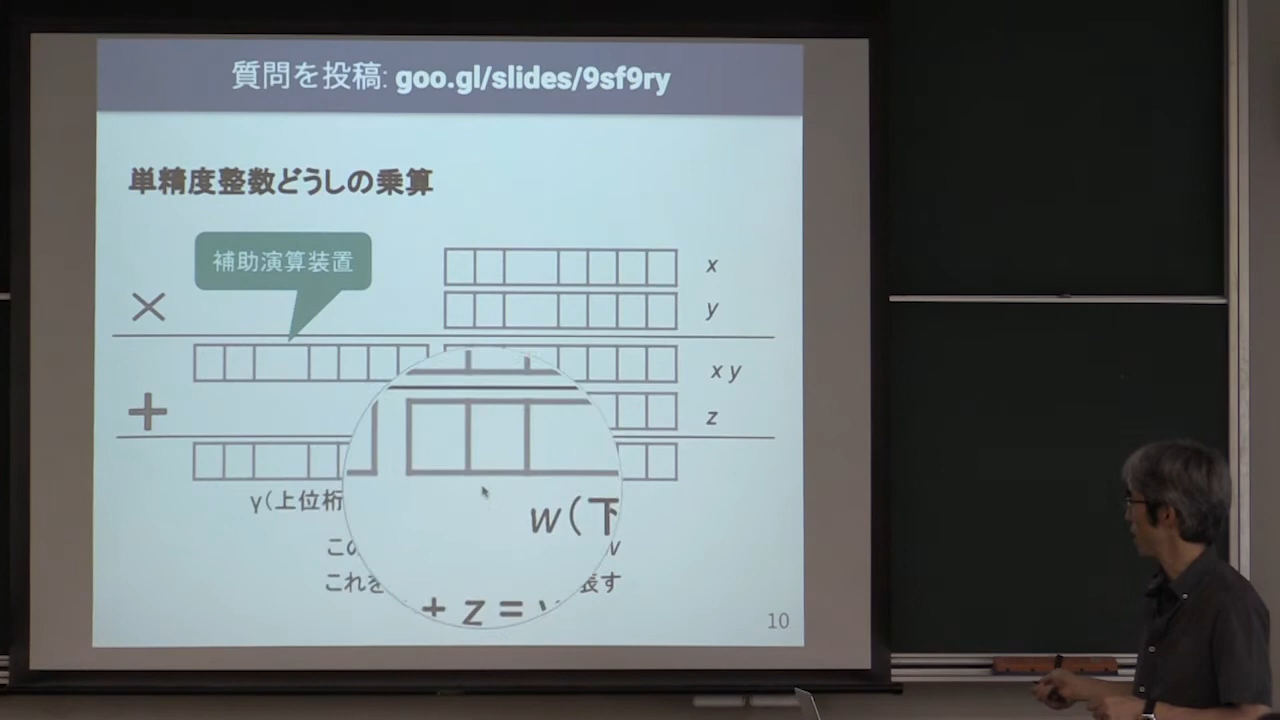 質問を投稿: goo.gl/slides/9sf9ry
単精度整数どうしの乗算
補助演算装置
x
× y
x y
+ z
γ(上位桁 w(下
この
これを 表す
+ z =
10